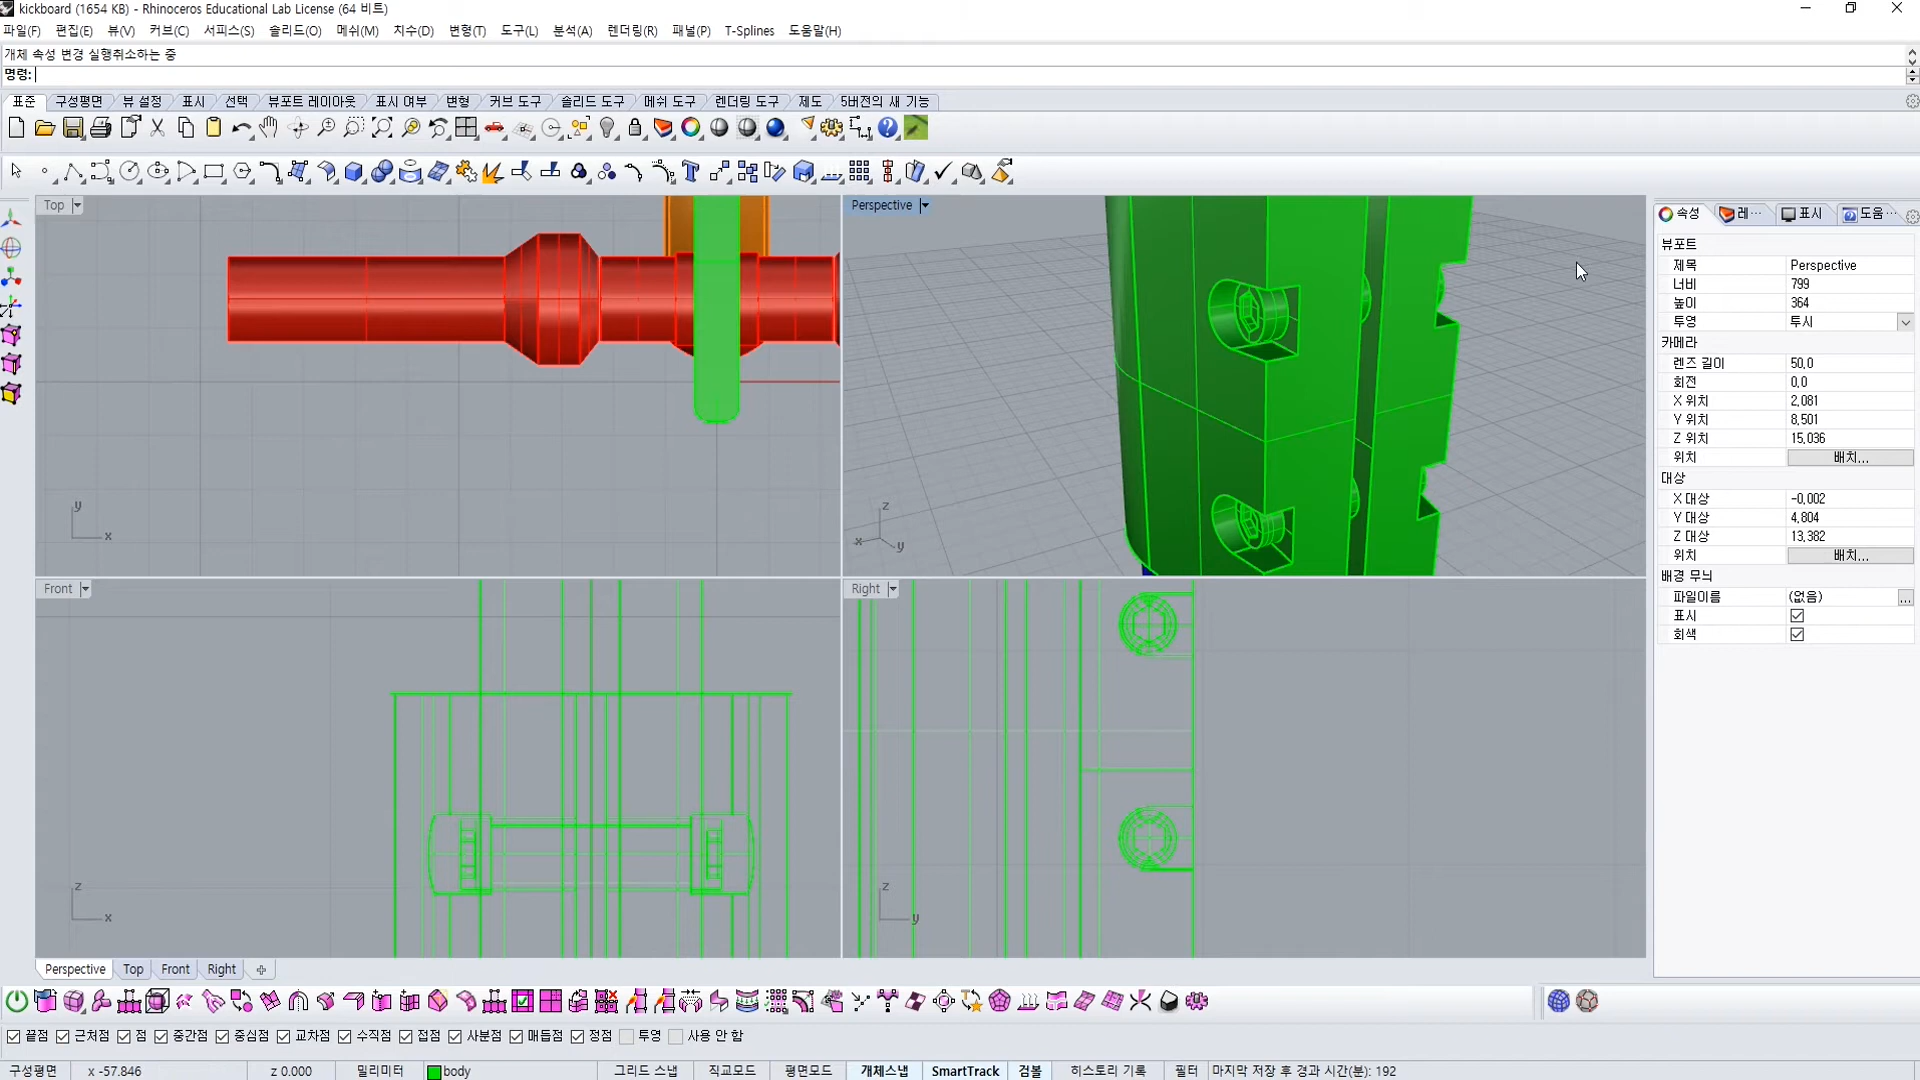 kickboard (1654 KB) - Rhinoceros Educational Lab License (64 비트)
파일(F) 편집(E) 뷰(V) 커브(C) 서피스(S) 솔리드(O) 메쉬(M) 치수(D) 변형(T) 도구(L) 분석(A) 렌더링(R) 패널(P) T-Splines 도움말(H)
개체 속성 변경 실행취소하는 중
명령:
표준 구성평면 뷰 설정 표시 선택 뷰포트 레이아웃 표시 여부 변형 커브 도구 솔리드 도구 메쉬 도구 렌더링 도구 제도 5버전의 새 기능
Top
y
x
Perspective
z
x
y
Front
z
x
Right
z
y
속성 레··· 표시 도움···
뷰포트
제목 Perspective
너비 799
높이 364
투영 투시
카메라
렌즈 길이 50,0
회전 0,0
X 위치 2,081
Y 위치 8,501
Z 위치 15,036
위치 배치...
대상
X 대상 -0,002
Y 대상 4,804
Z 대상 13,382
위치 배치...
배경 무늬
파일이름 (없음) ...
표시
회색
Perspective Top Front Right
끝점 근처점 점 중간점 중심점 교차점 수직점 접점 사분점 매듭점 정점 투영 사용 안 함
구성평면 x -57.846 z 0.000 밀리미터 body 그리드 스냅 직교모드 평면모드 개체스냅 SmartTrack 검볼 히스토리 기록 필터 마지막 저장 후 경과 시간(분): 192